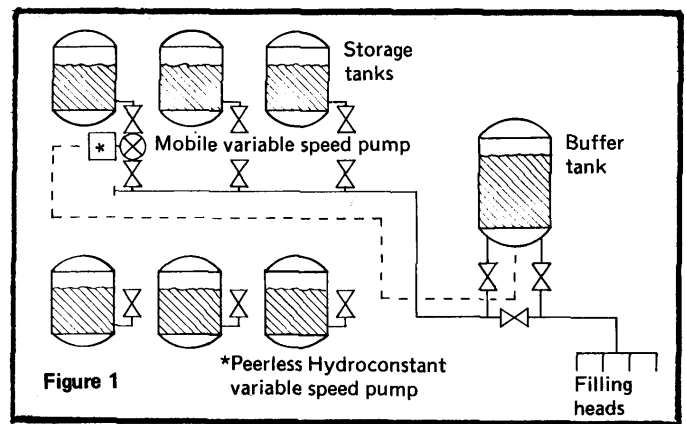 Storage
tanks
*
Mobile variable speed pump
Buffer
tank
*Peerless Hydroconstant
variable speed pump
Figure 1
Filling
heads